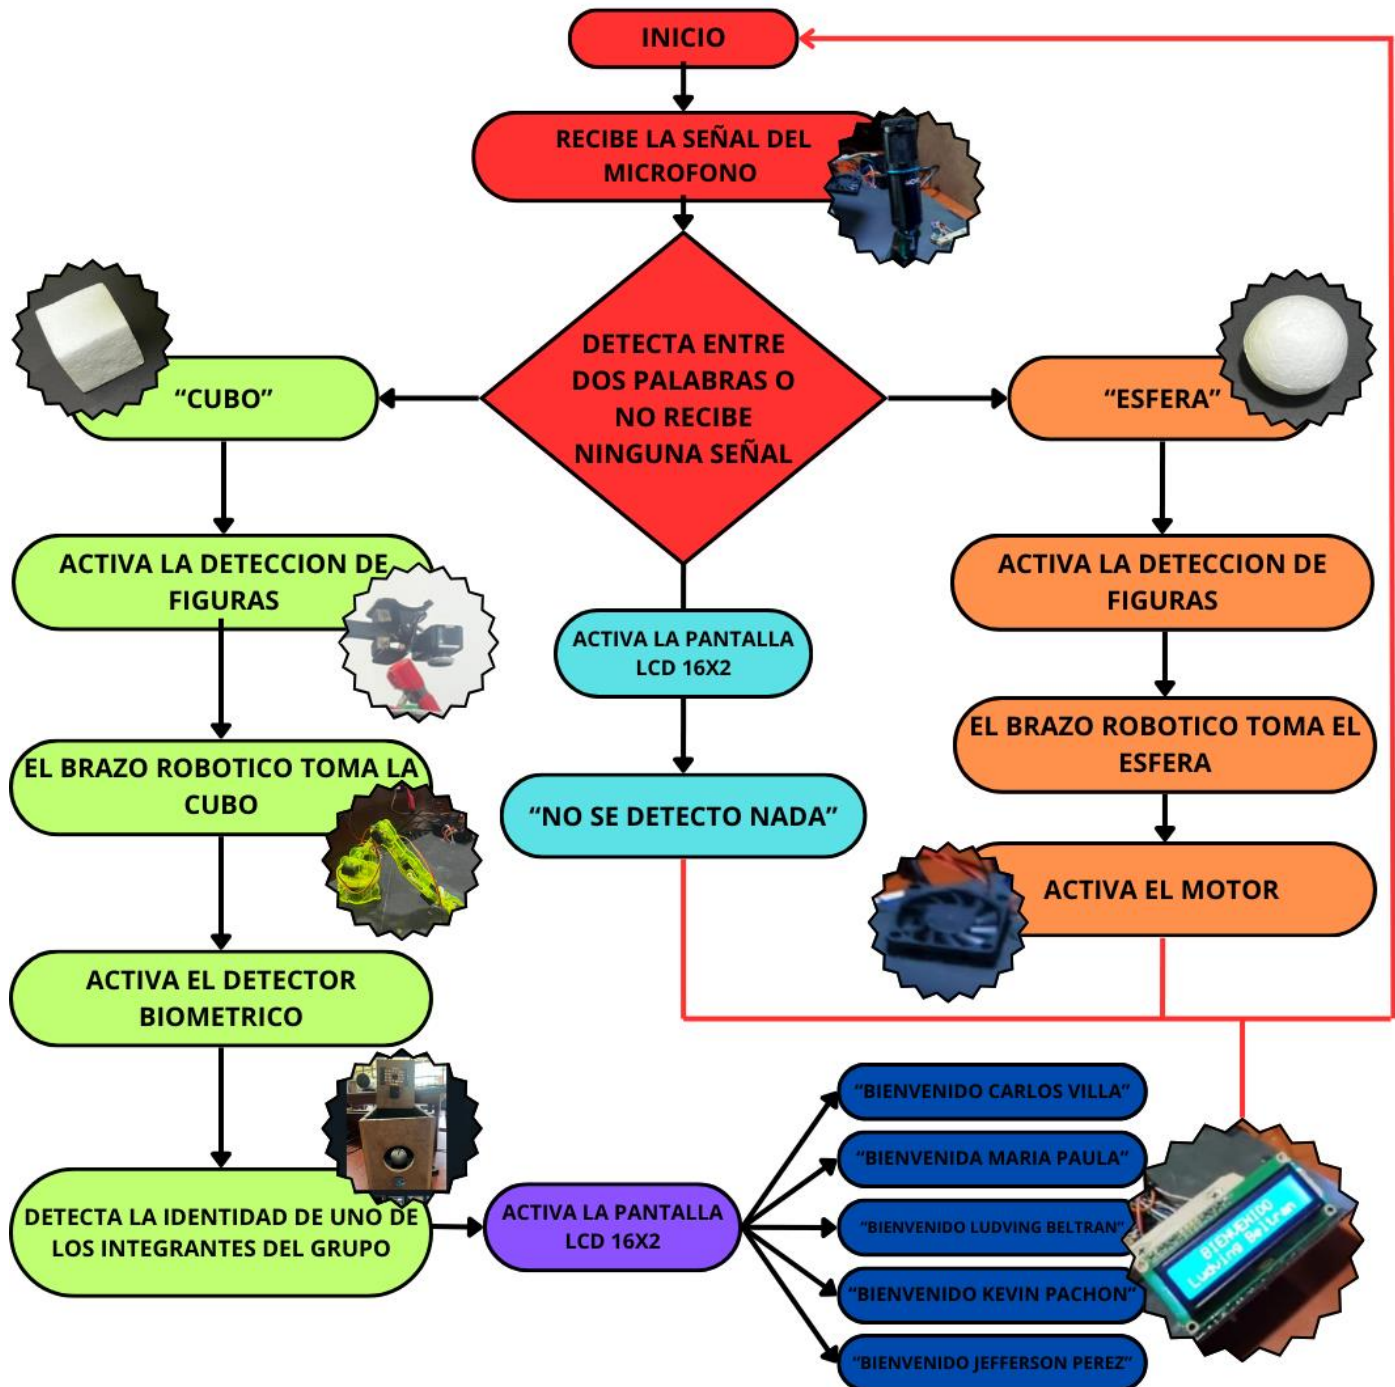 INICIO
RECIBE LA SEÑAL DEL
MICROFONO
DETECTA ENTRE
DOS PALABRAS O
NO RECIBE
NINGUNA SEÑAL
“CUBO”
ACTIVA LA DETECCION DE
FIGURAS
EL BRAZO ROBOTICO TOMA LA
CUBO
ACTIVA EL DETECTOR
BIOMETRICO
DETECTA LA IDENTIDAD DE UNO DE
LOS INTEGRANTES DEL GRUPO
ACTIVA LA PANTALLA
LCD 16X2
“BIENVENIDO CARLOS VILLA”
“BIENVENIDA MARIA PAULA”
“BIENVENIDO LUDVING BELTRAN”
“BIENVENIDO KEVIN PACHON”
“BIENVENIDO JEFFERSON PEREZ”
BIENVENIDO
Ludving Beltran
ACTIVA LA PANTALLA
LCD 16X2
“NO SE DETECTO NADA”
“ESFERA”
ACTIVA LA DETECCION DE
FIGURAS
EL BRAZO ROBOTICO TOMA EL
ESFERA
ACTIVA EL MOTOR